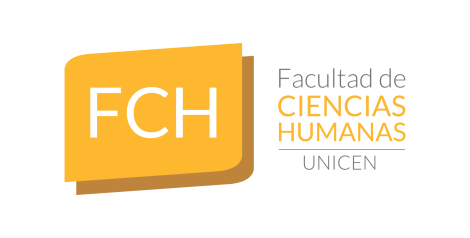 FCH
Facultad de
CIENCIAS
HUMANAS
UNICEN